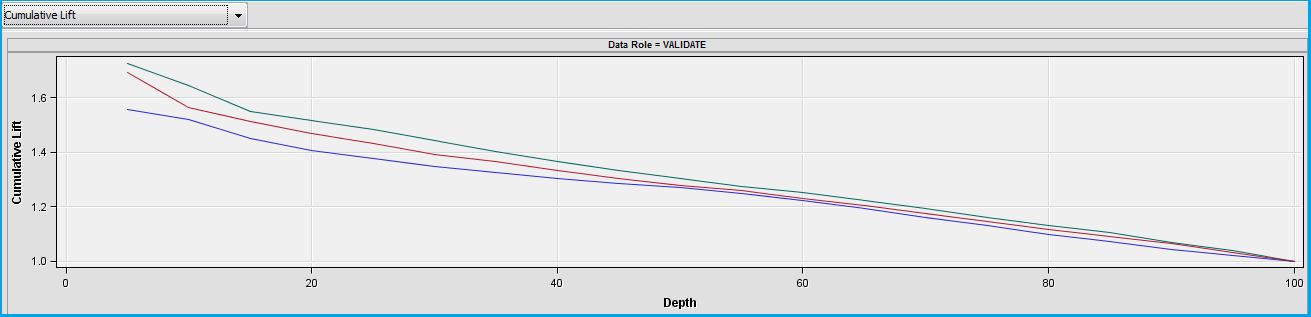 Cumulative Lift
Data Role = VALIDATE
1.6
1.4
1.2
1.0
Cumulative Lift
0 20 40 60 80 100
Depth